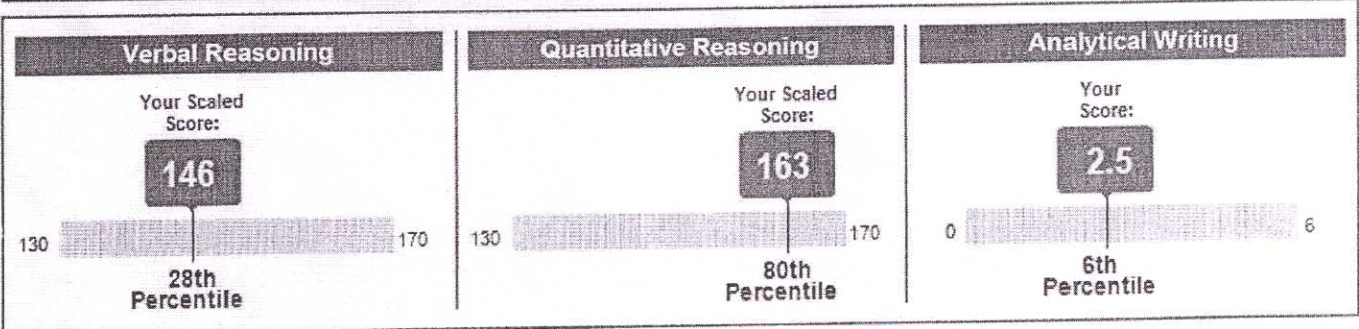 Verbal Reasoning
Your Scaled
Score:
146
130
170
28th
Percentile
Quantitative Reasoning
Your Scaled
Score:
163
130
170
80th
Percentile
Analytical Writing
Your
Score:
2.5
0
6
6th
Percentile